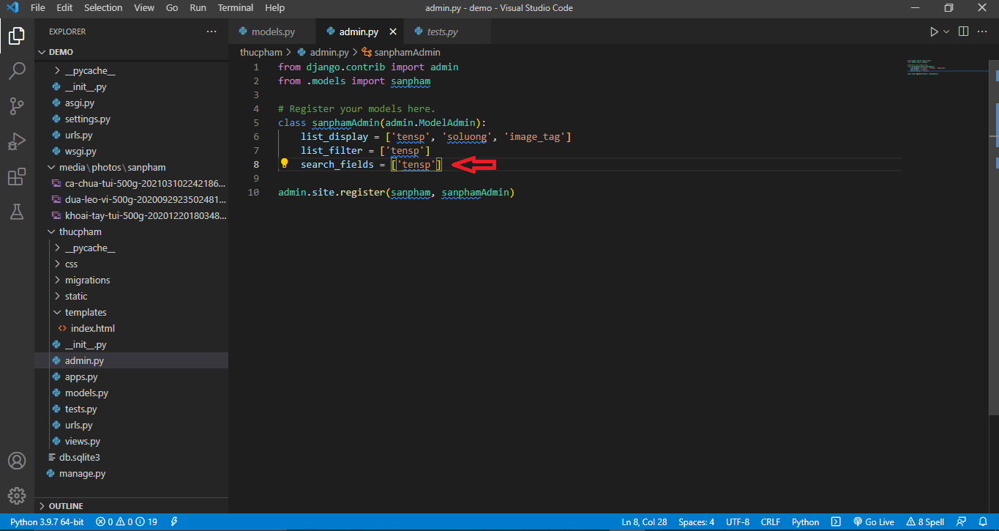 File Edit Selection View Go Run Terminal Help admin.py - demo - Visual Studio Code
EXPLORER
DEMO
__pycache__
__init__.py
asgi.py
settings.py
urls.py
wsgi.py
media\photos\sanpham
ca-chua-tui-500g-202103102242186...
dua-leo-vi-500g-2020092923502481...
khoai-tay-tui-500g-20201220180348...
thucpham
__pycache__
css
migrations
static
templates
index.html
__init__.py
admin.py
apps.py
models.py
tests.py
urls.py
views.py
db.sqlite3
manage.py
OUTLINE
models.py admin.py tests.py
thucpham > admin.py > sanphamAdmin
1 from django.contrib import admin
2 from .models import sanpham
3
4 # Register your models here.
5 class sanphamAdmin(admin.ModelAdmin):
6 list_display = ['tensp', 'soluong', 'image_tag']
7 list_filter = ['tensp']
8 search_fields = ['tensp']
9
10 admin.site.register(sanpham, sanphamAdmin)
Python 3.9.7 64-bit 0 0 19 Ln 8, Col 28 Spaces: 4 UTF-8 CRLF Python Go Live 8 Spell